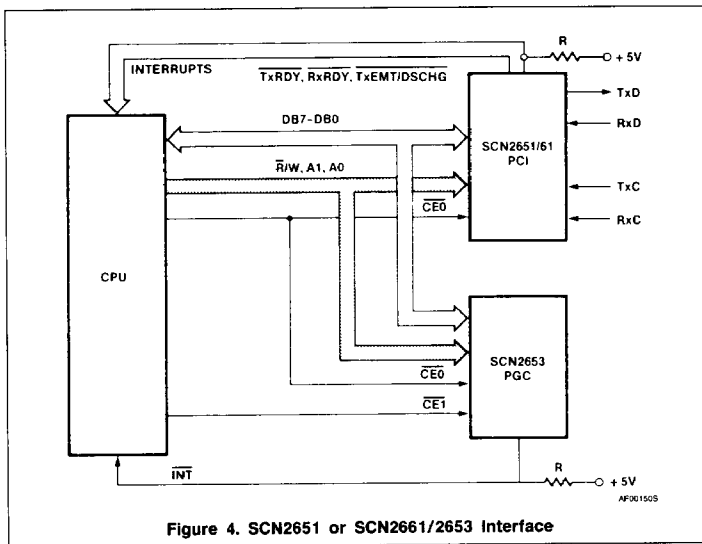 R
+ 5V
INTERRUPTS
TxRDY, RxRDY, TxEMT/DSCHG
TxD
DB7-DB0
RxD
SCN2651/61
PCI
R/W, A1, A0
TxC
CE0
RxC
CPU
SCN2653
PGC
CE0
CE1
INT
R
+ 5V
AF00150S
Figure 4. SCN2651 or SCN2661/2653 Interface